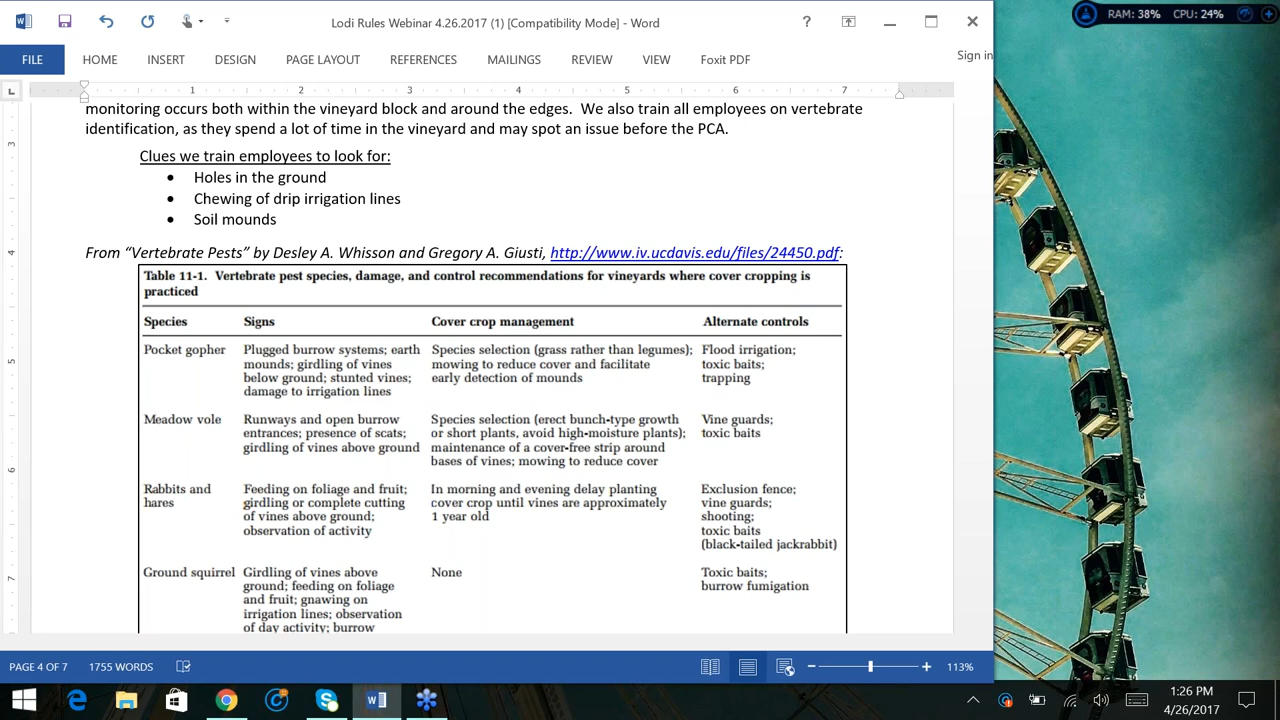 Lodi Rules Webinar 4.26.2017 (1) [Compatibility Mode] - Word
?
RAM: 38% CPU: 24%
FILE HOME INSERT DESIGN PAGE LAYOUT REFERENCES MAILINGS REVIEW VIEW Foxit PDF Sign in
1 2 3 4 5 6 7
monitoring occurs both within the vineyard block and around the edges. We also train all employees on vertebrate
identification, as they spend a lot of time in the vineyard and may spot an issue before the PCA.
Clues we train employees to look for:
• Holes in the ground
• Chewing of drip irrigation lines
• Soil mounds
From “Vertebrate Pests” by Desley A. Whisson and Gregory A. Giusti, http://www.iv.ucdavis.edu/files/24450.pdf:
Table 11-1. Vertebrate pest species, damage, and control recommendations for vineyards where cover cropping is
practiced
Species Signs Cover crop management Alternate controls
Pocket gopher Plugged burrow systems; earth Species selection (grass rather than legumes); Flood irrigation;
mounds; girdling of vines mowing to reduce cover and facilitate toxic baits;
below ground; stunted vines; early detection of mounds trapping
damage to irrigation lines
Meadow vole Runways and open burrow Species selection (erect bunch-type growth Vine guards;
entrances; presence of scats; or short plants, avoid high-moisture plants); toxic baits
girdling of vines above ground maintenance of a cover-free strip around
bases of vines; mowing to reduce cover
Rabbits and Feeding on foliage and fruit; In morning and evening delay planting Exclusion fence;
hares girdling or complete cutting cover crop until vines are approximately vine guards;
of vines above ground; 1 year old shooting;
observation of activity toxic baits
(black-tailed jackrabbit)
Ground squirrel Girdling of vines above None Toxic baits;
ground; feeding on foliage burrow fumigation
and fruit; gnawing on
irrigation lines; observation
of day activity; burrow
3
4
5
6
7
PAGE 4 OF 7 1755 WORDS 113%
1:26 PM
4/26/2017